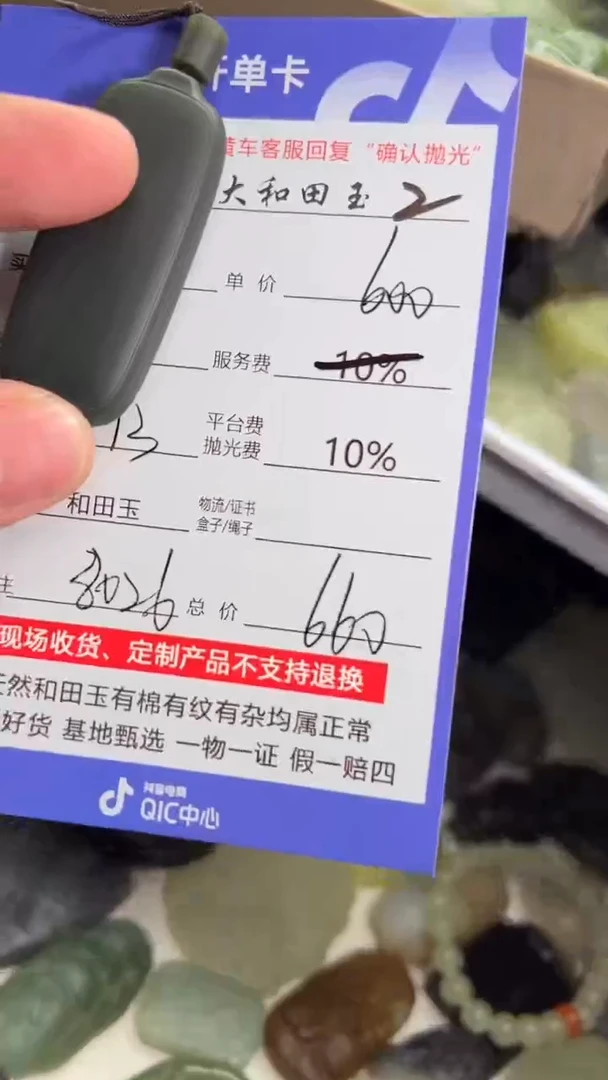 单卡
黄车客服回复“确认抛光”
大和田玉 2
单价 600
服务费 10%
13 平台费 抛光费 10%
和田玉 物流/证书 盒子/绳子
主 8026 总价 660
现场收货、定制产品不支持退换
天然和田玉有棉有纹有杂均属正常
好货 基地甄选 一物一证 假一赔四
抖音电商
QIC中心